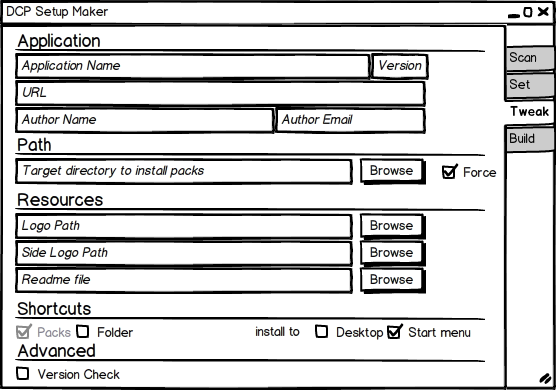 DCP Setup Maker
Application
Application Name Version
URL
Author Name Author Email
Path
Target directory to install packs Browse Force
Resources
Logo Path Browse
Side Logo Path Browse
Readme file Browse
Shortcuts
Packs Folder install to Desktop Start menu
Advanced
Version Check
Scan
Set
Tweak
Build